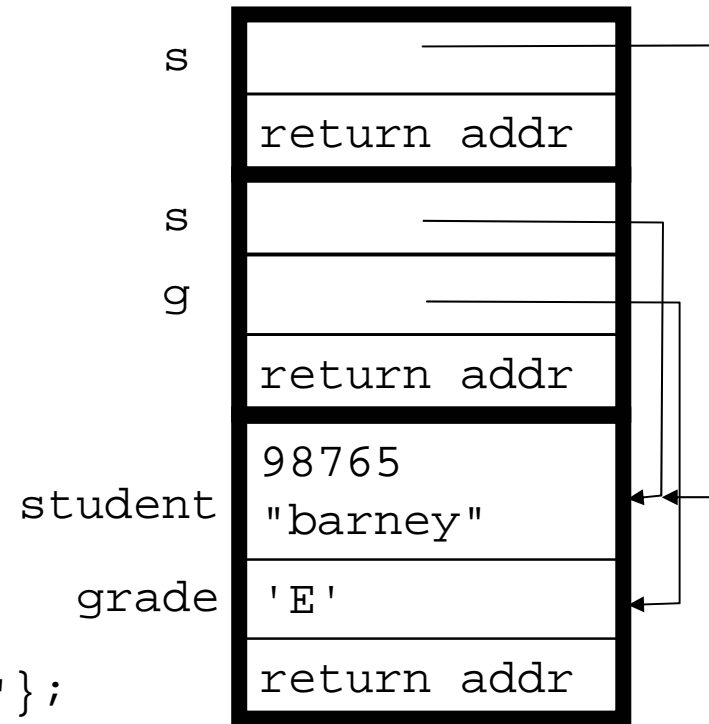 s
return addr
s
g
return addr
98765
student "barney"
grade 'E'
"};
return addr